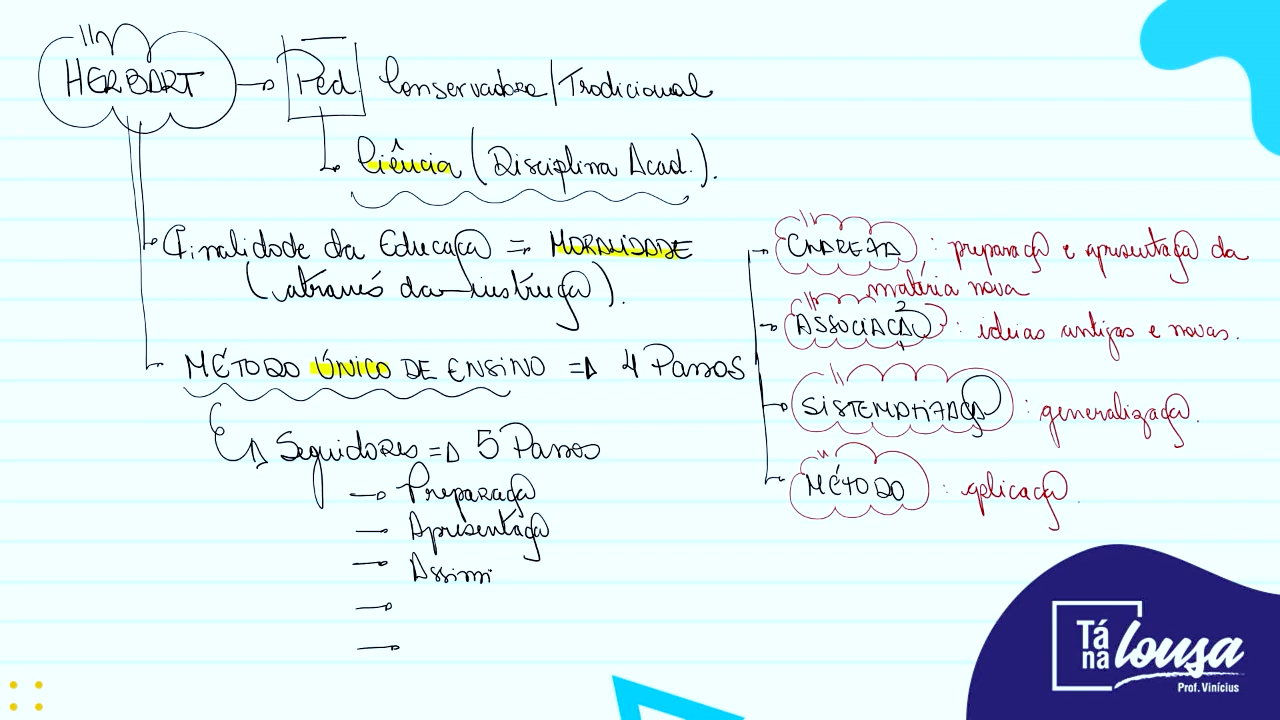 HERBART → Ped. Conservadora/Tradicional
Ciência (Disciplina Acad.).
Finalidade da Educação ⇒ MORALIDADE
(através da instrução).
MÉTODO ÚNICO DE ENSINO ⇒ 4 Passos
CLAREZA : preparação e apresentação da
matéria nova
ASSOCIAÇÃO : ideias antigas e novas.
SISTEMATIZAÇÃO : generalização.
MÉTODO : aplicação.
Seguidores ⇒ 5 Passos
→ Preparação
→ Apresentação
→ Assimi
→
→
Tá na lousa
Prof. Vinícius